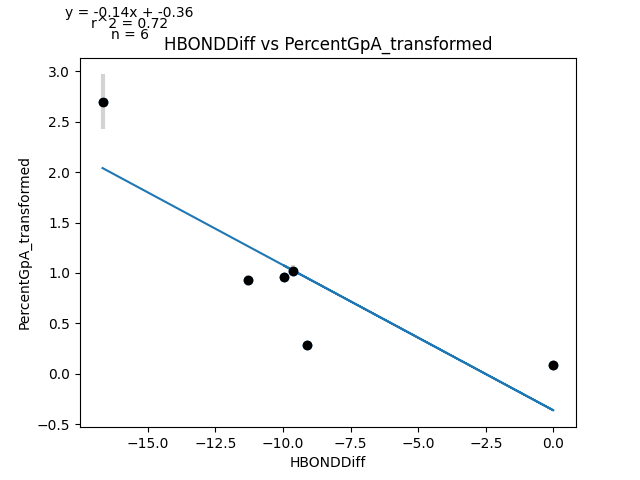 y = -0.14x + -0.36
r^2 = 0.72
n = 6
HBONDDiff vs PercentGpA_transformed
3.0
2.5
2.0
1.5
1.0
0.5
0.0
−0.5
PercentGpA_transformed
−15.0 −12.5 −10.0 −7.5 −5.0 −2.5 0.0
HBONDDiff